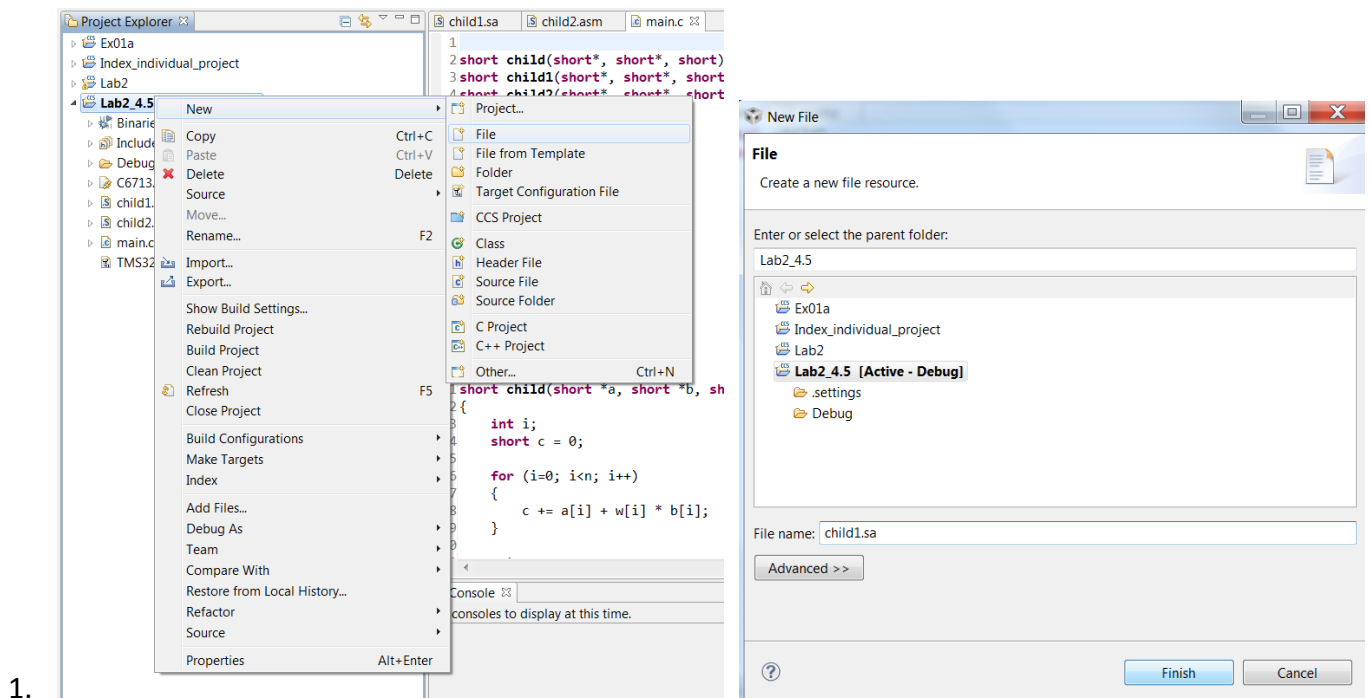 Project Explorer
child1.sa
child2.asm
main.c
Ex01a
Index_individual_project
Lab2
Lab2_4.5
Binarie
Include
Debug
C6713.
child1.
child2.
main.c
TMS32
1
2 short child(short*, short*, short)
3 short child1(short*, short*, short
4 short child2(short*, short*, short
New
Copy Ctrl+C
Paste Ctrl+V
Delete Delete
Source
Move...
Rename... F2
Import...
Export...
Show Build Settings...
Rebuild Project
Build Project
Clean Project
Refresh F5
Close Project
Build Configurations
Make Targets
Index
Add Files...
Debug As
Team
Compare With
Restore from Local History...
Refactor
Source
Properties Alt+Enter
Project...
File
File from Template
Folder
Target Configuration File
CCS Project
Class
Header File
Source File
Source Folder
C Project
C++ Project
Other... Ctrl+N
short child(short *a, short *b, sh
2 {
int i;
short c = 0;
for (i=0; i<n; i++)
{
c += a[i] + w[i] * b[i];
}
Console
consoles to display at this time.
New File
File
Create a new file resource.
Enter or select the parent folder:
Lab2_4.5
Ex01a
Index_individual_project
Lab2
Lab2_4.5 [Active - Debug]
.settings
Debug
File name: child1.sa
Advanced >>
Finish
Cancel
1.